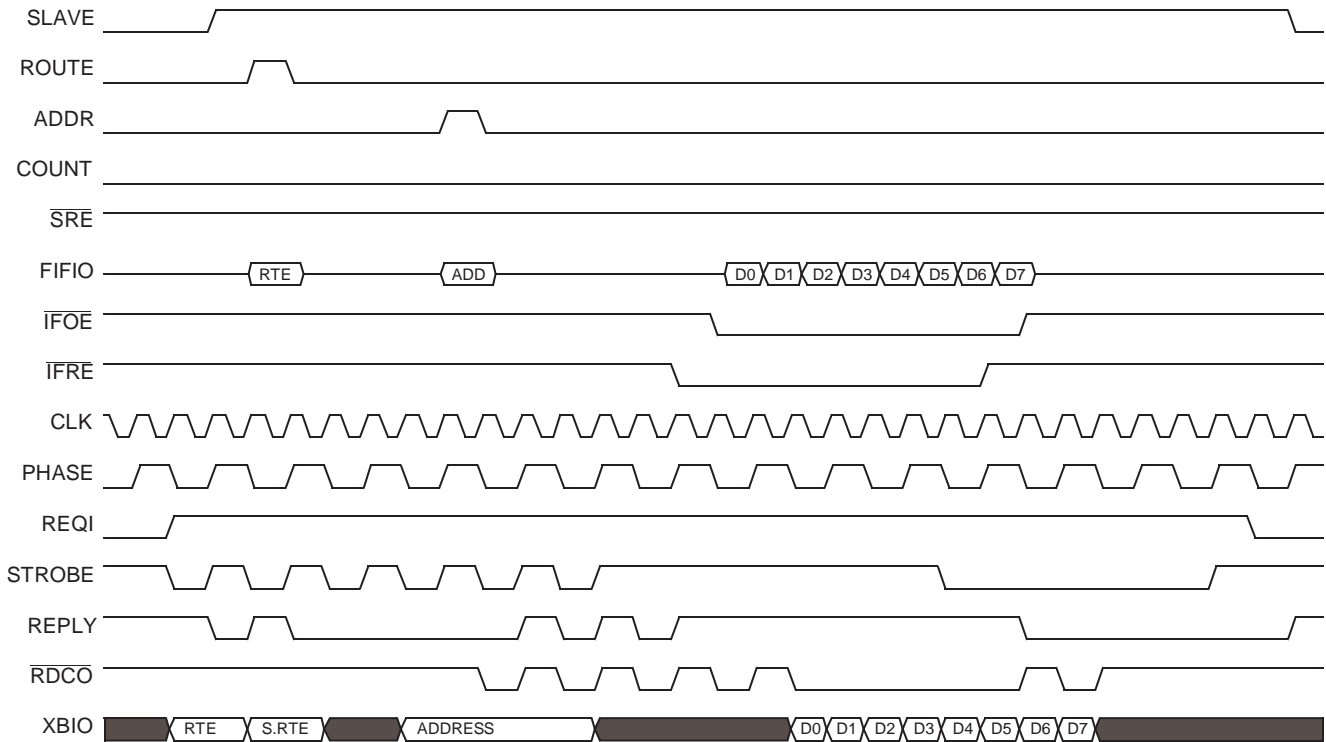 SLAVE
ROUTE
ADDR
COUNT
SRE
FIFIO RTE ADD D0 D1 D2 D3 D4 D5 D6 D7
IFOE
IFRE
CLK
PHASE
REQI
STROBE
REPLY
RDCO
XBIO RTE S.RTE ADDRESS D0 D1 D2 D3 D4 D5 D6 D7